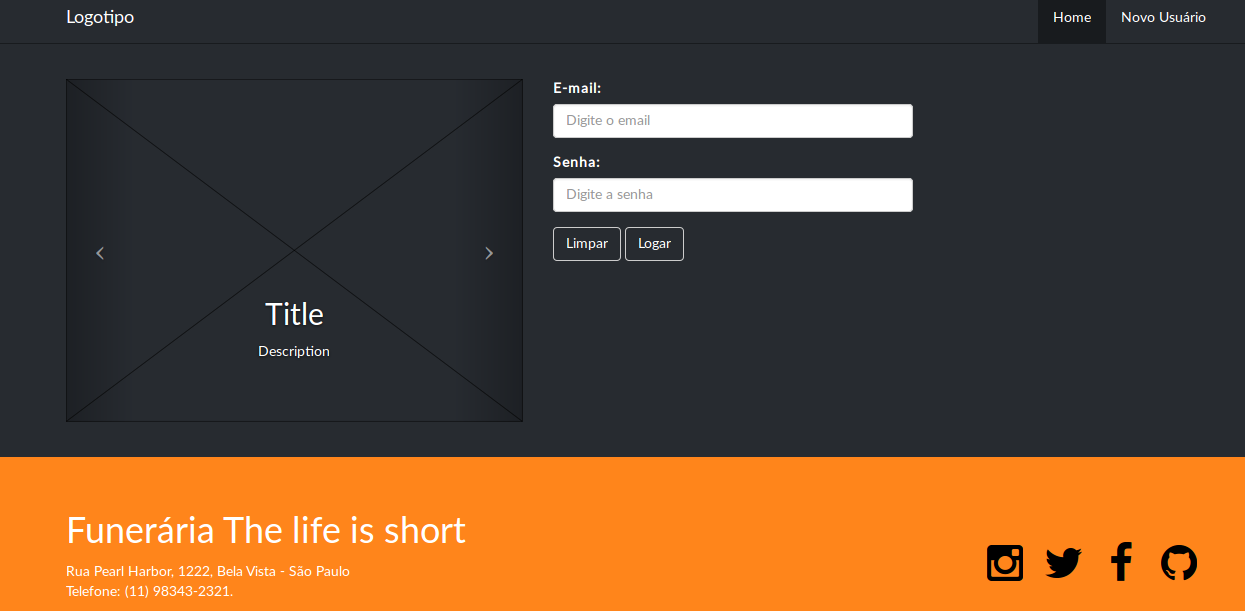 Logotipo
Home
Novo Usuário
E-mail:
Digite o email
Senha:
Digite a senha
Limpar
Logar
Title
Description
Funerária The life is short
Rua Pearl Harbor, 1222, Bela Vista - São Paulo
Telefone: (11) 98343-2321.